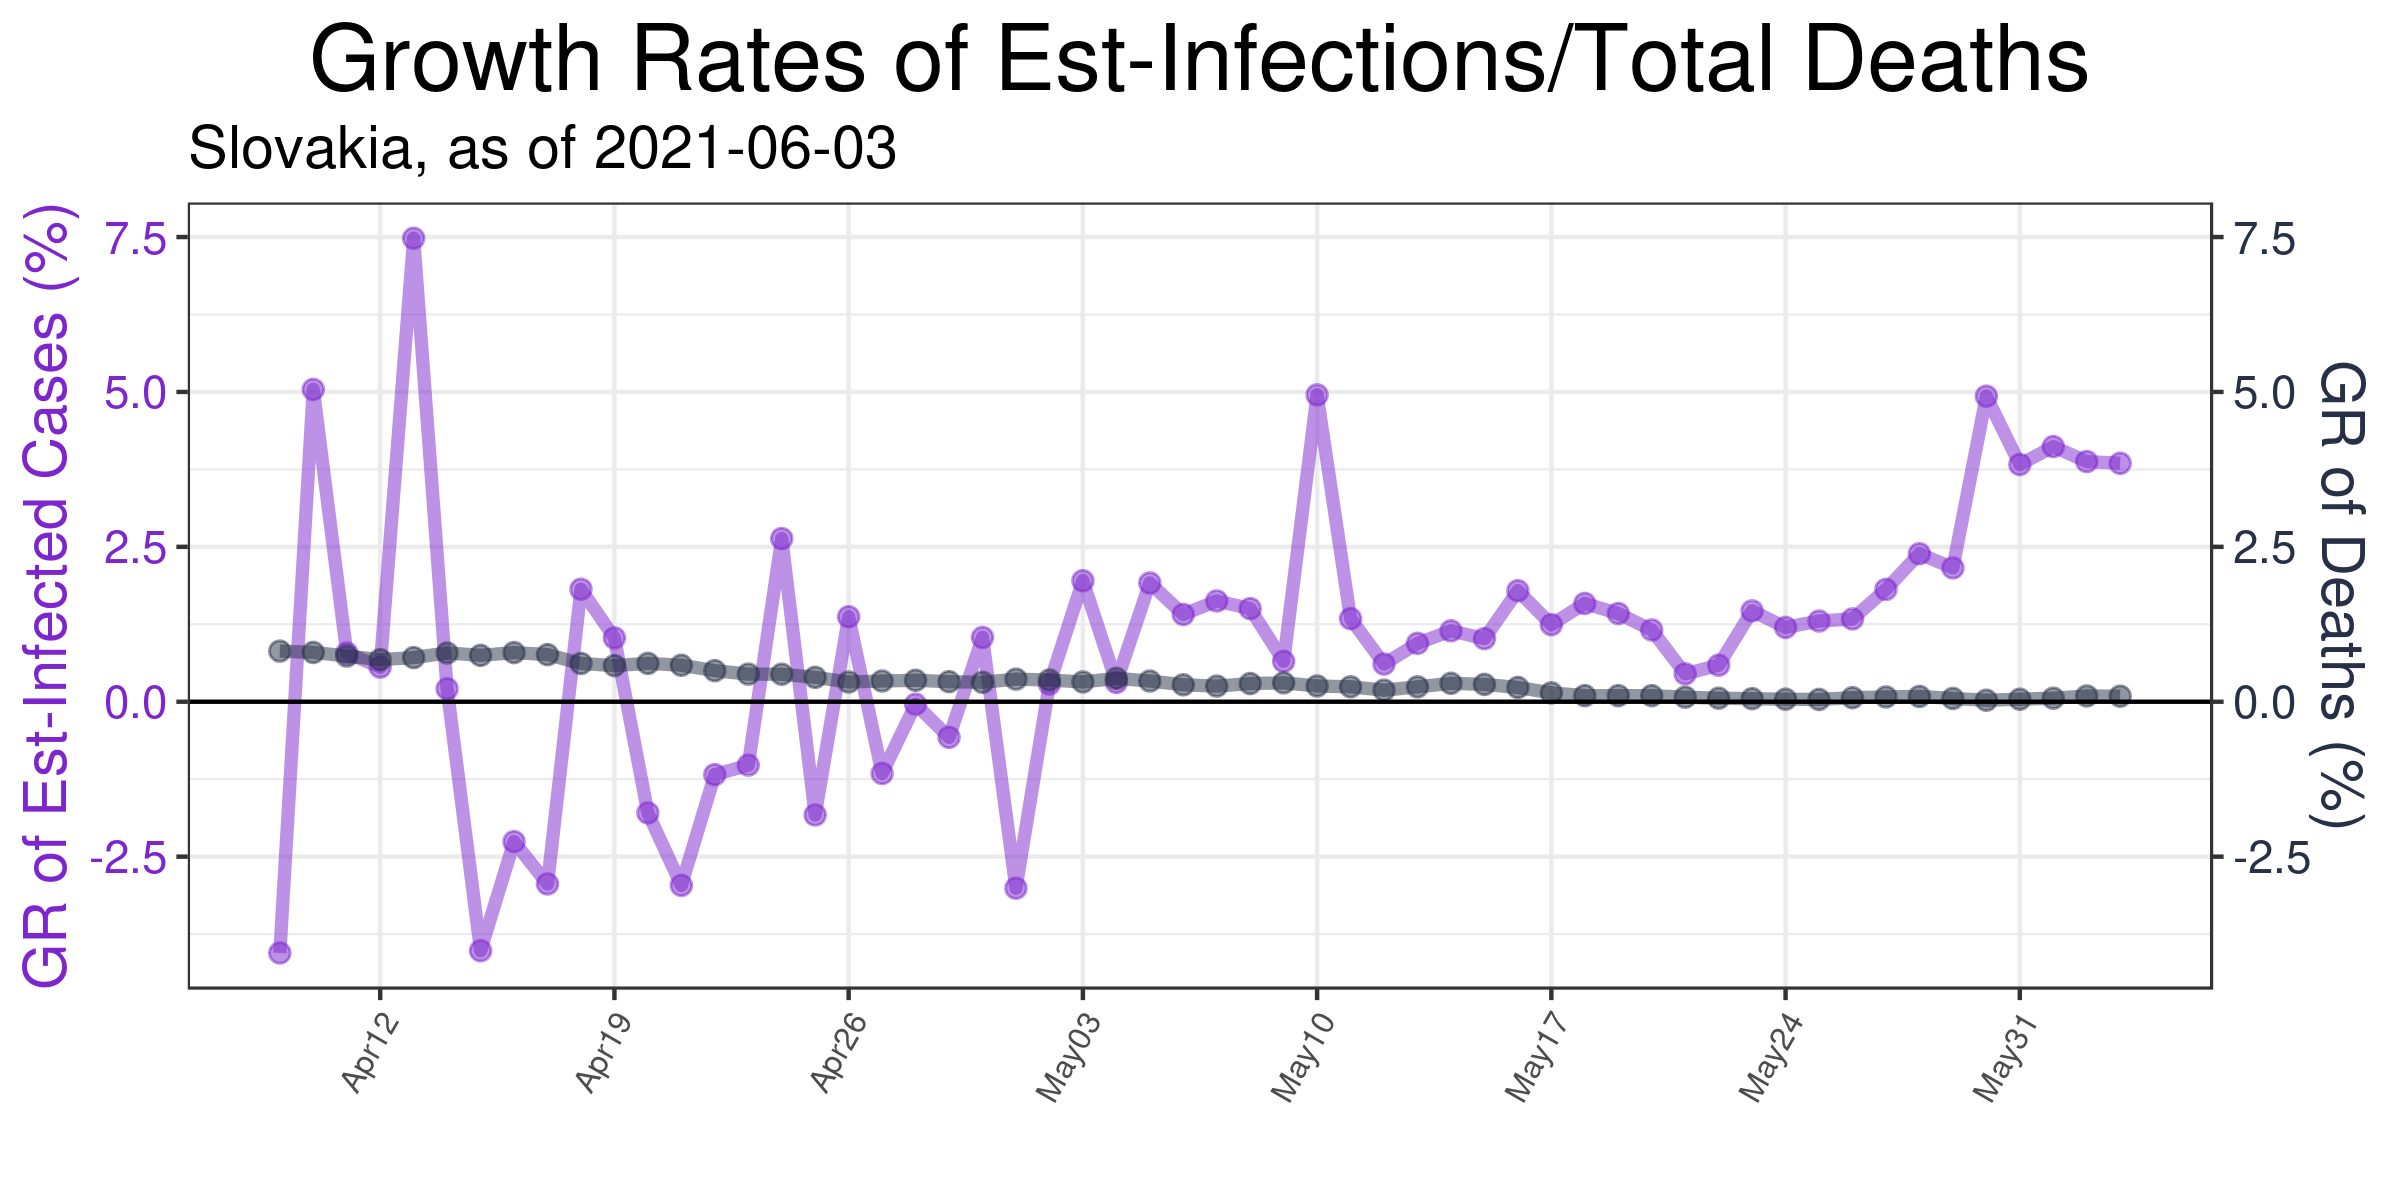 Growth Rates of Est-Infections/Total Deaths
Slovakia, as of 2021-06-03
GR of Est-Infected Cases (%)
7.5
5.0
2.5
0.0
-2.5
7.5
5.0
2.5
0.0
-2.5
GR of Deaths (%)
Apr12
Apr19
Apr26
May03
May10
May17
May24
May31